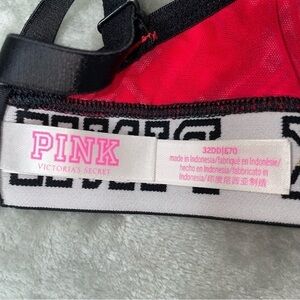 PINK
VICTORIA'S SECRET
32DD|E70
made in Indonesia/fabriqué en Indonésie/
hecho en Indonesia/fabbricato in
Indonesia/印度尼西亚制造